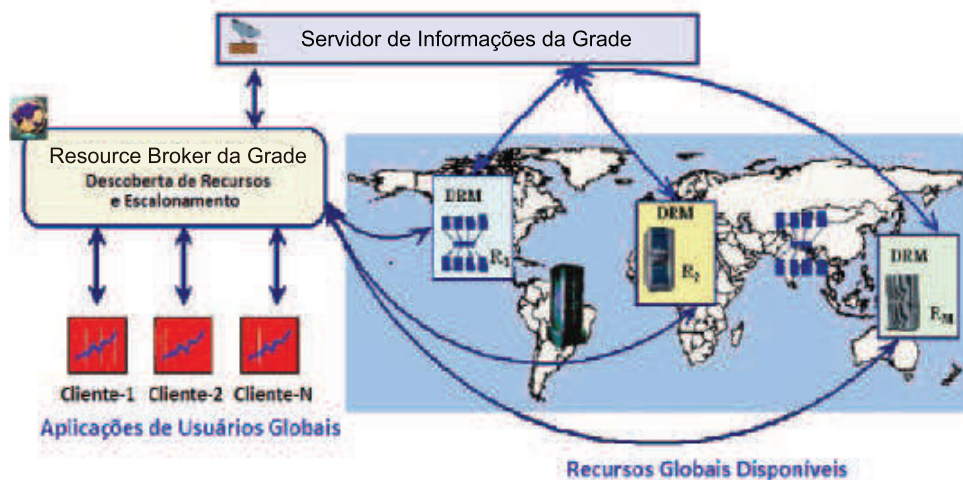 Servidor de Informações da Grade
Resource Broker da Grade
Descoberta de Recursos
e Escalonamento
DRM
R1
DRM
R2
DRM
RM
Cliente-1 Cliente-2 Cliente-N
Aplicações de Usuários Globais
Recursos Globais Disponíveis